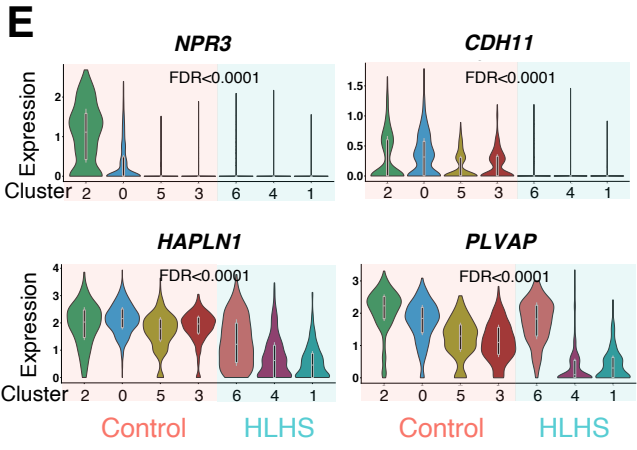 E
NPR3
CDH11
FDR<0.0001
FDR<0.0001
Expression
2
1
0
1.5
1.0
0.5
0.0
Cluster 2 0 5 3 6 4 1
2 0 5 3 6 4 1
HAPLN1
PLVAP
FDR<0.0001
FDR<0.0001
Expression
4
3
2
1
0
3
2
1
0
Cluster 2 0 5 3 6 4 1
2 0 5 3 6 4 1
Control HLHS
Control HLHS